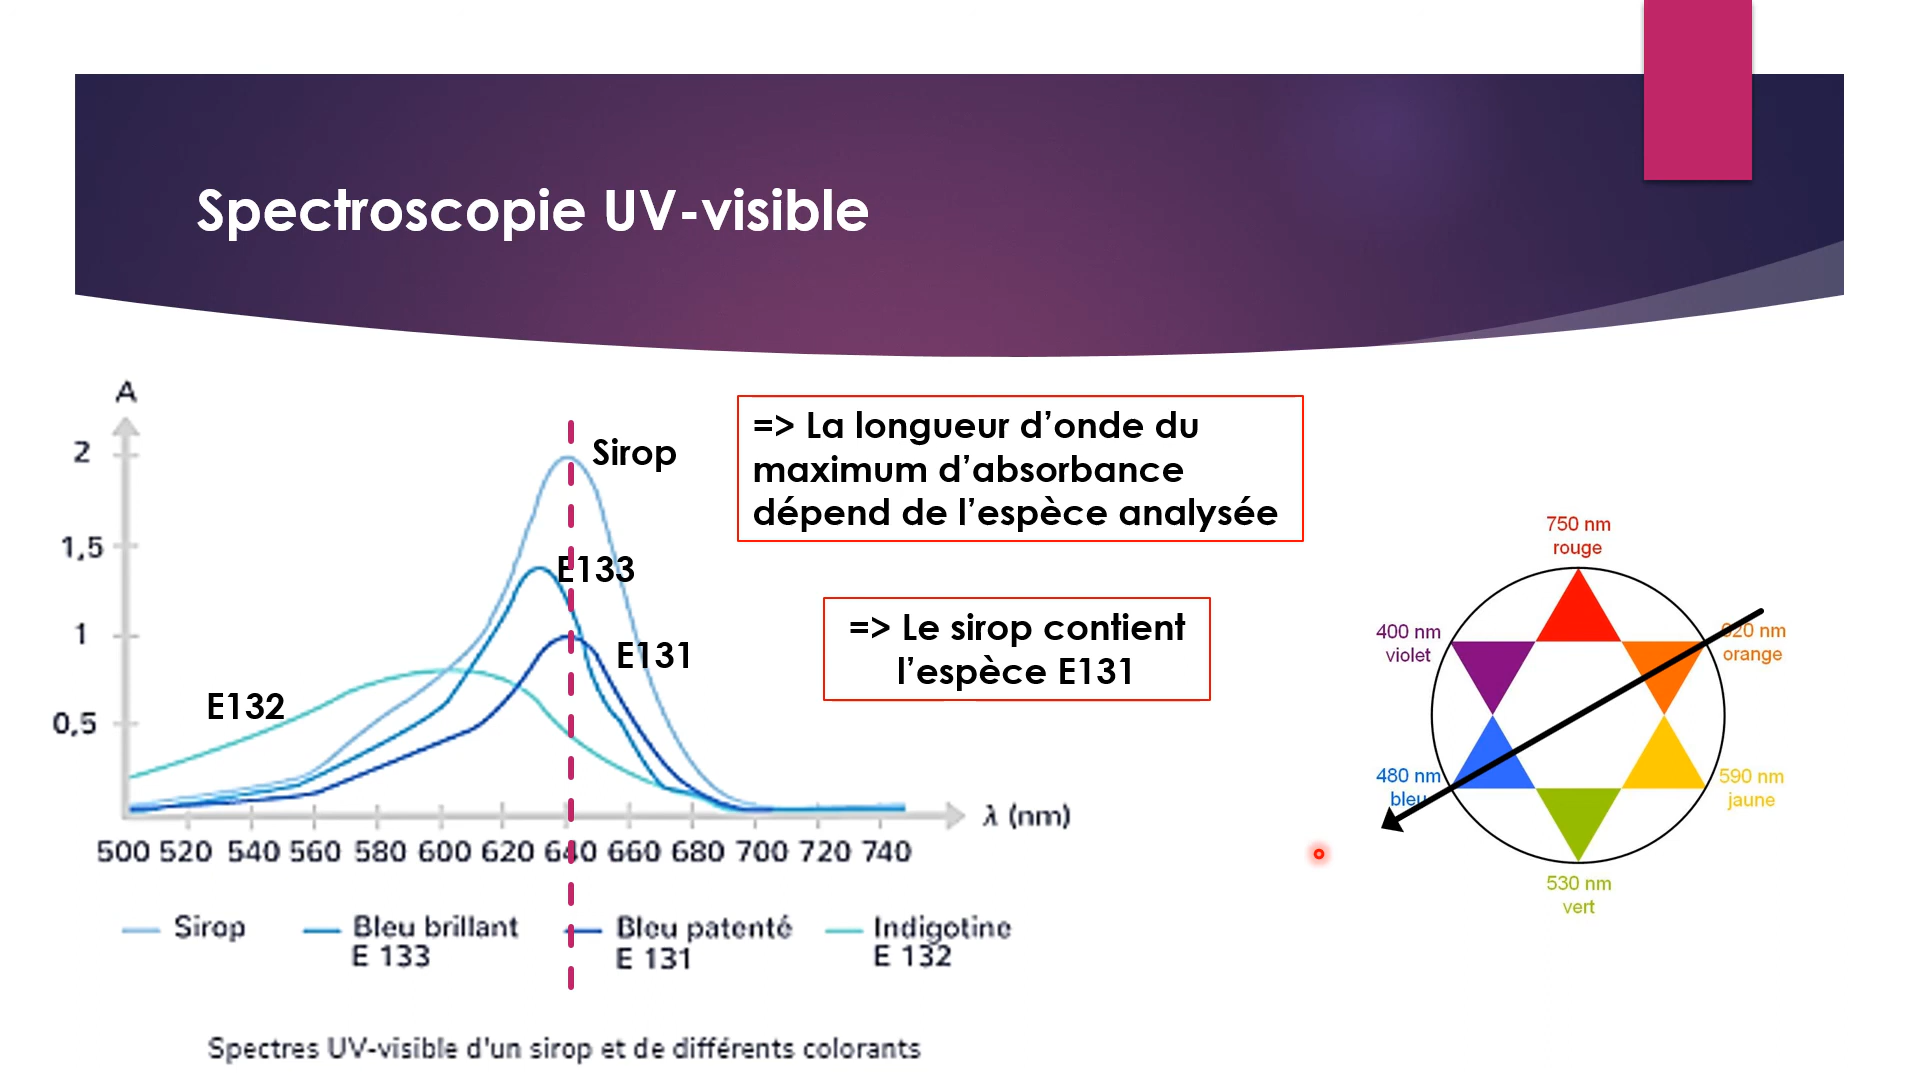 Spectroscopie UV-visible
A
2
1,5
1
0,5
Sirop
E133
E131
E132
λ (nm)
500 520 540 560 580 600 620 640 660 680 700 720 740
Sirop
Bleu brillant
E 133
Bleu patenté
E 131
Indigotine
E 132
Spectres UV-visible d'un sirop et de différents colorants
=> La longueur d’onde du
maximum d’absorbance
dépend de l’espèce analysée
=> Le sirop contient
l’espèce E131
750 nm
rouge
400 nm
violet
620 nm
orange
480 nm
bleu
590 nm
jaune
530 nm
vert